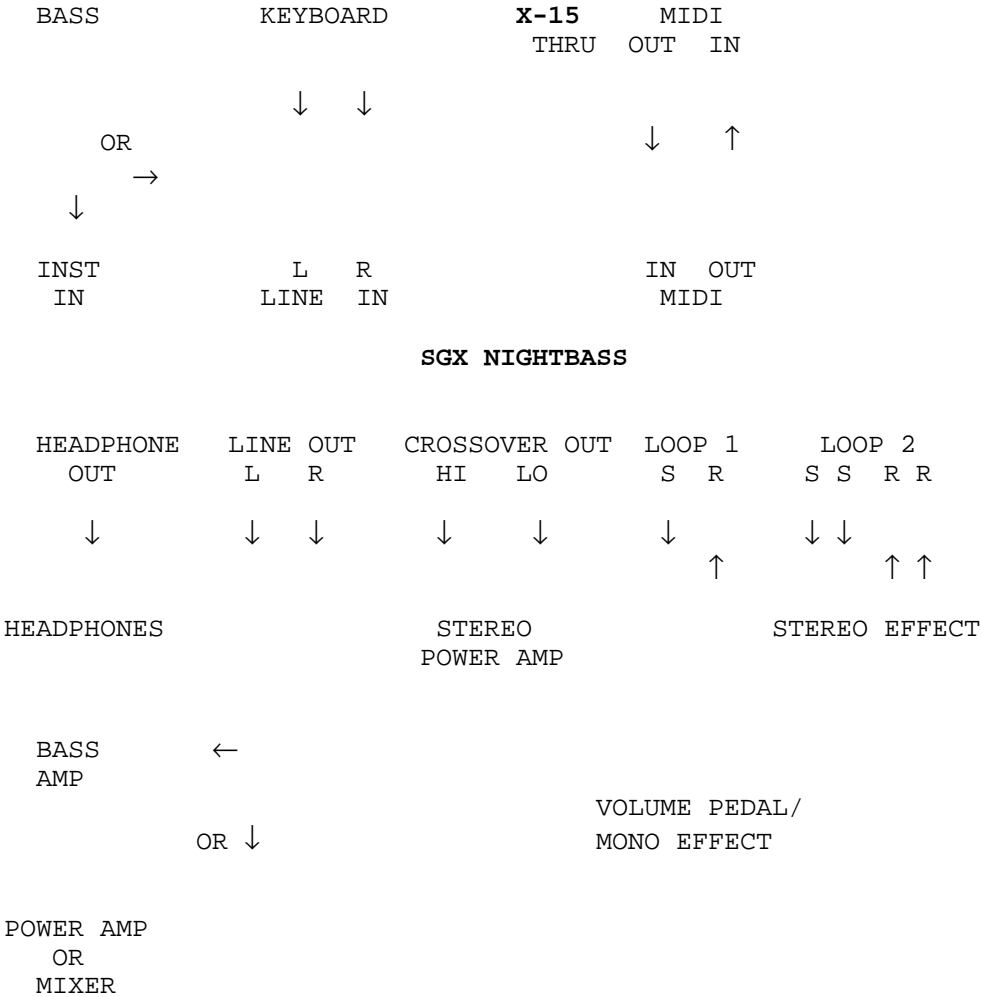 BASS KEYBOARD X-15 MIDI
THRU OUT IN
↓ ↓
OR ↓ ↑
→
↓
INST L R IN OUT
IN LINE IN MIDI
SGX NIGHTBASS
HEADPHONE LINE OUT CROSSOVER OUT LOOP 1 LOOP 2
OUT L R HI LO S R S S R R
↓ ↓ ↓ ↓ ↓ ↓ ↓ ↓
↑ ↑ ↑
HEADPHONES STEREO STEREO EFFECT
POWER AMP
BASS ←
AMP
VOLUME PEDAL/
OR ↓ MONO EFFECT
POWER AMP
OR
MIXER